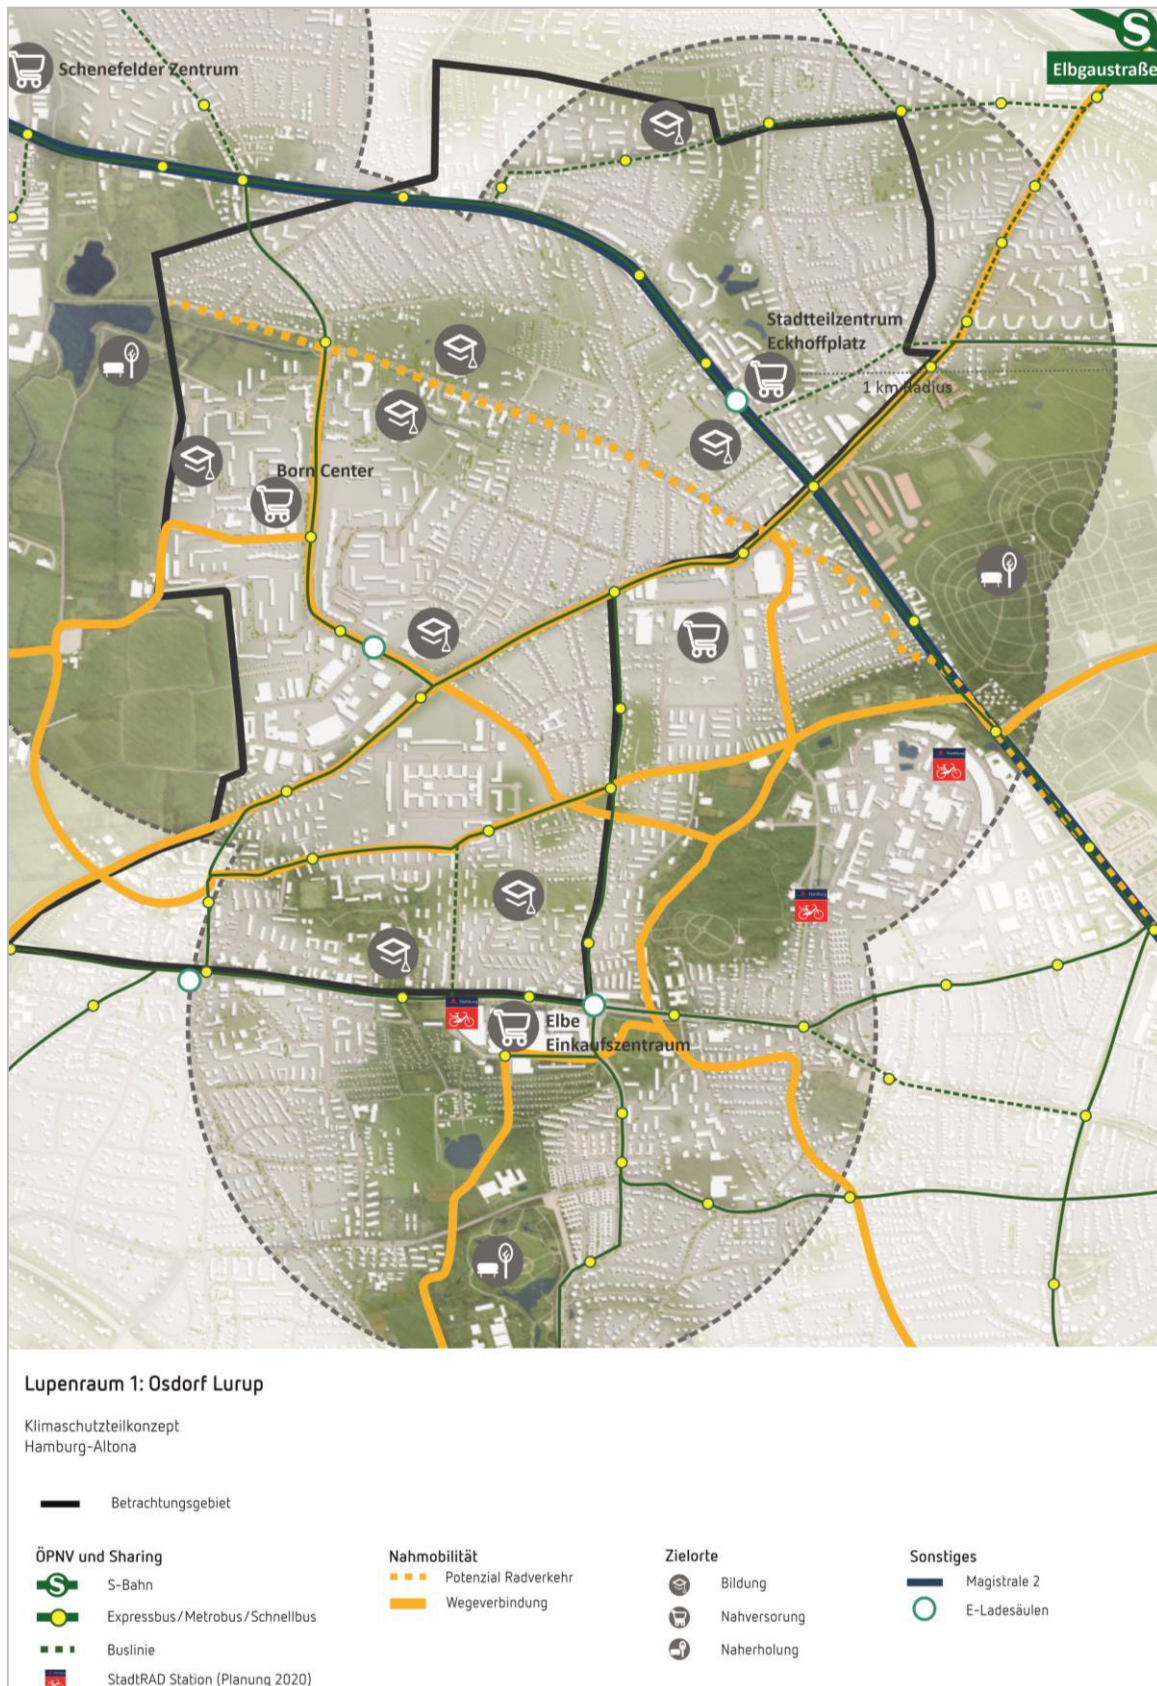 S
Elbgaustraße
Schenefelder Zentrum
Stadtteilzentrum
Eckhoffplatz
1 km Radius
Born Center
Elbe
Einkaufszentraum
Lupenraum 1: Osdorf Lurup
Klimaschutzteilkonzept
Hamburg-Altona
Betrachtungsgebiet
ÖPNV und Sharing
S
S-Bahn
Expressbus/Metrobus/Schnellbus
Buslinie
StadtRAD Station (Planung 2020)
Nahmobilität
Potenzial Radverkehr
Wegeverbindung
Zielorte
Bildung
Nahversorung
Naherholung
Sonstiges
Magistrale 2
E-Ladesäulen